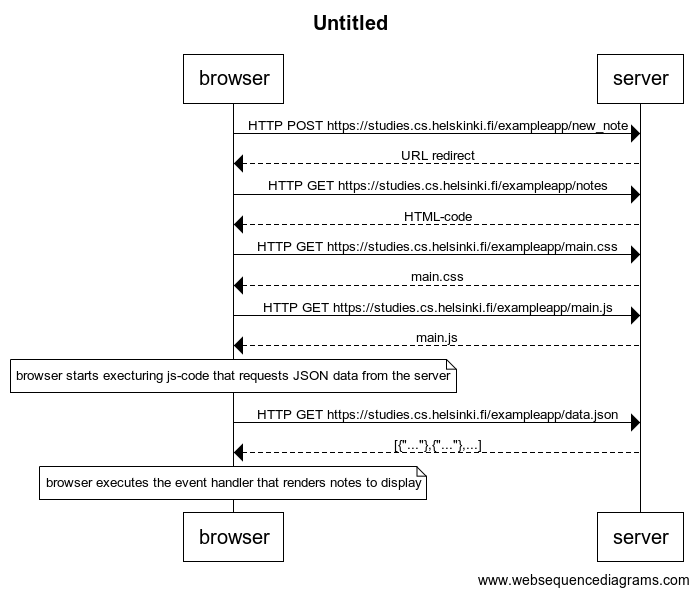 Untitled
browser
server
HTTP POST https://studies.cs.helskinki.fi/exampleapp/new_note
URL redirect
HTTP GET https://studies.cs.helsinki.fi/exampleapp/notes
HTML-code
HTTP GET https://studies.cs.helsinki.fi/exampleapp/main.css
main.css
HTTP GET https://studies.cs.helsinki.fi/exampleapp/main.js
main.js
browser starts execturing js-code that requests JSON data from the server
HTTP GET https://studies.cs.helsinki.fi/exampleapp/data.json
[{"..."},{"..."},...]
browser executes the event handler that renders notes to display
browser
server
www.websequencediagrams.com